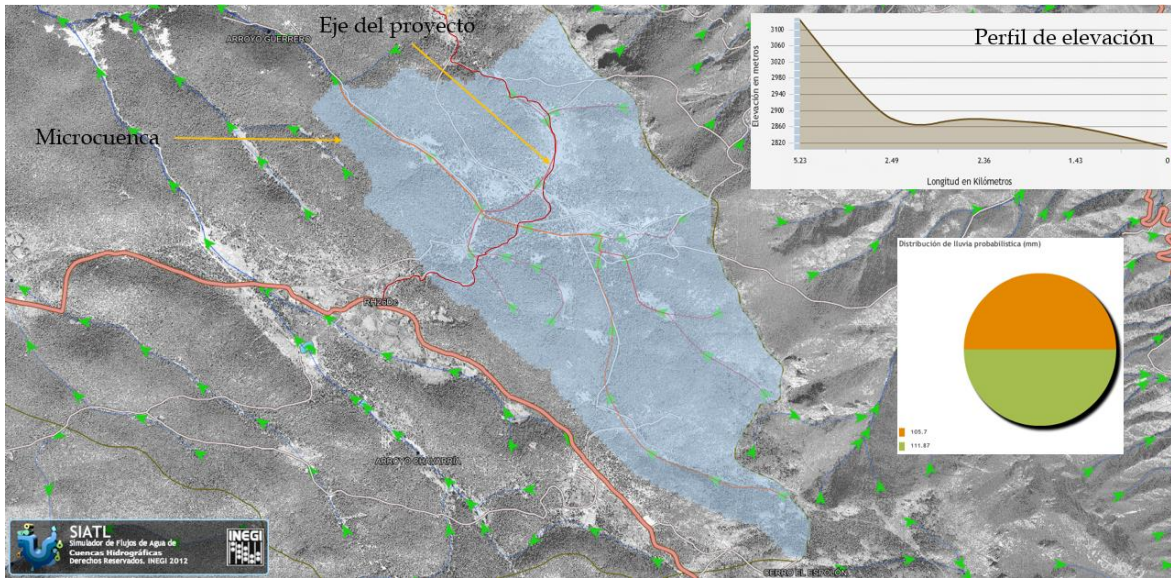 Eje del proyecto
ARROYO GUERRERO
Microcuenca
Perfil de elevación
Elevación en metros
3100
3060
3020
2980
2940
2900
2860
2820
5.23
2.49
2.36
1.43
0
Longitud en Kilómetros
Distribución de lluvia probabilística (mm)
105.7
111.87
RH26Dc
ARROYO CHAVARRÍA
CERRO EL ESPOLÓN
SIATL
Simulador de Flujos de Agua de
Cuencas Hidrográficas
Derechos Reservados. INEGI 2012
INEGI